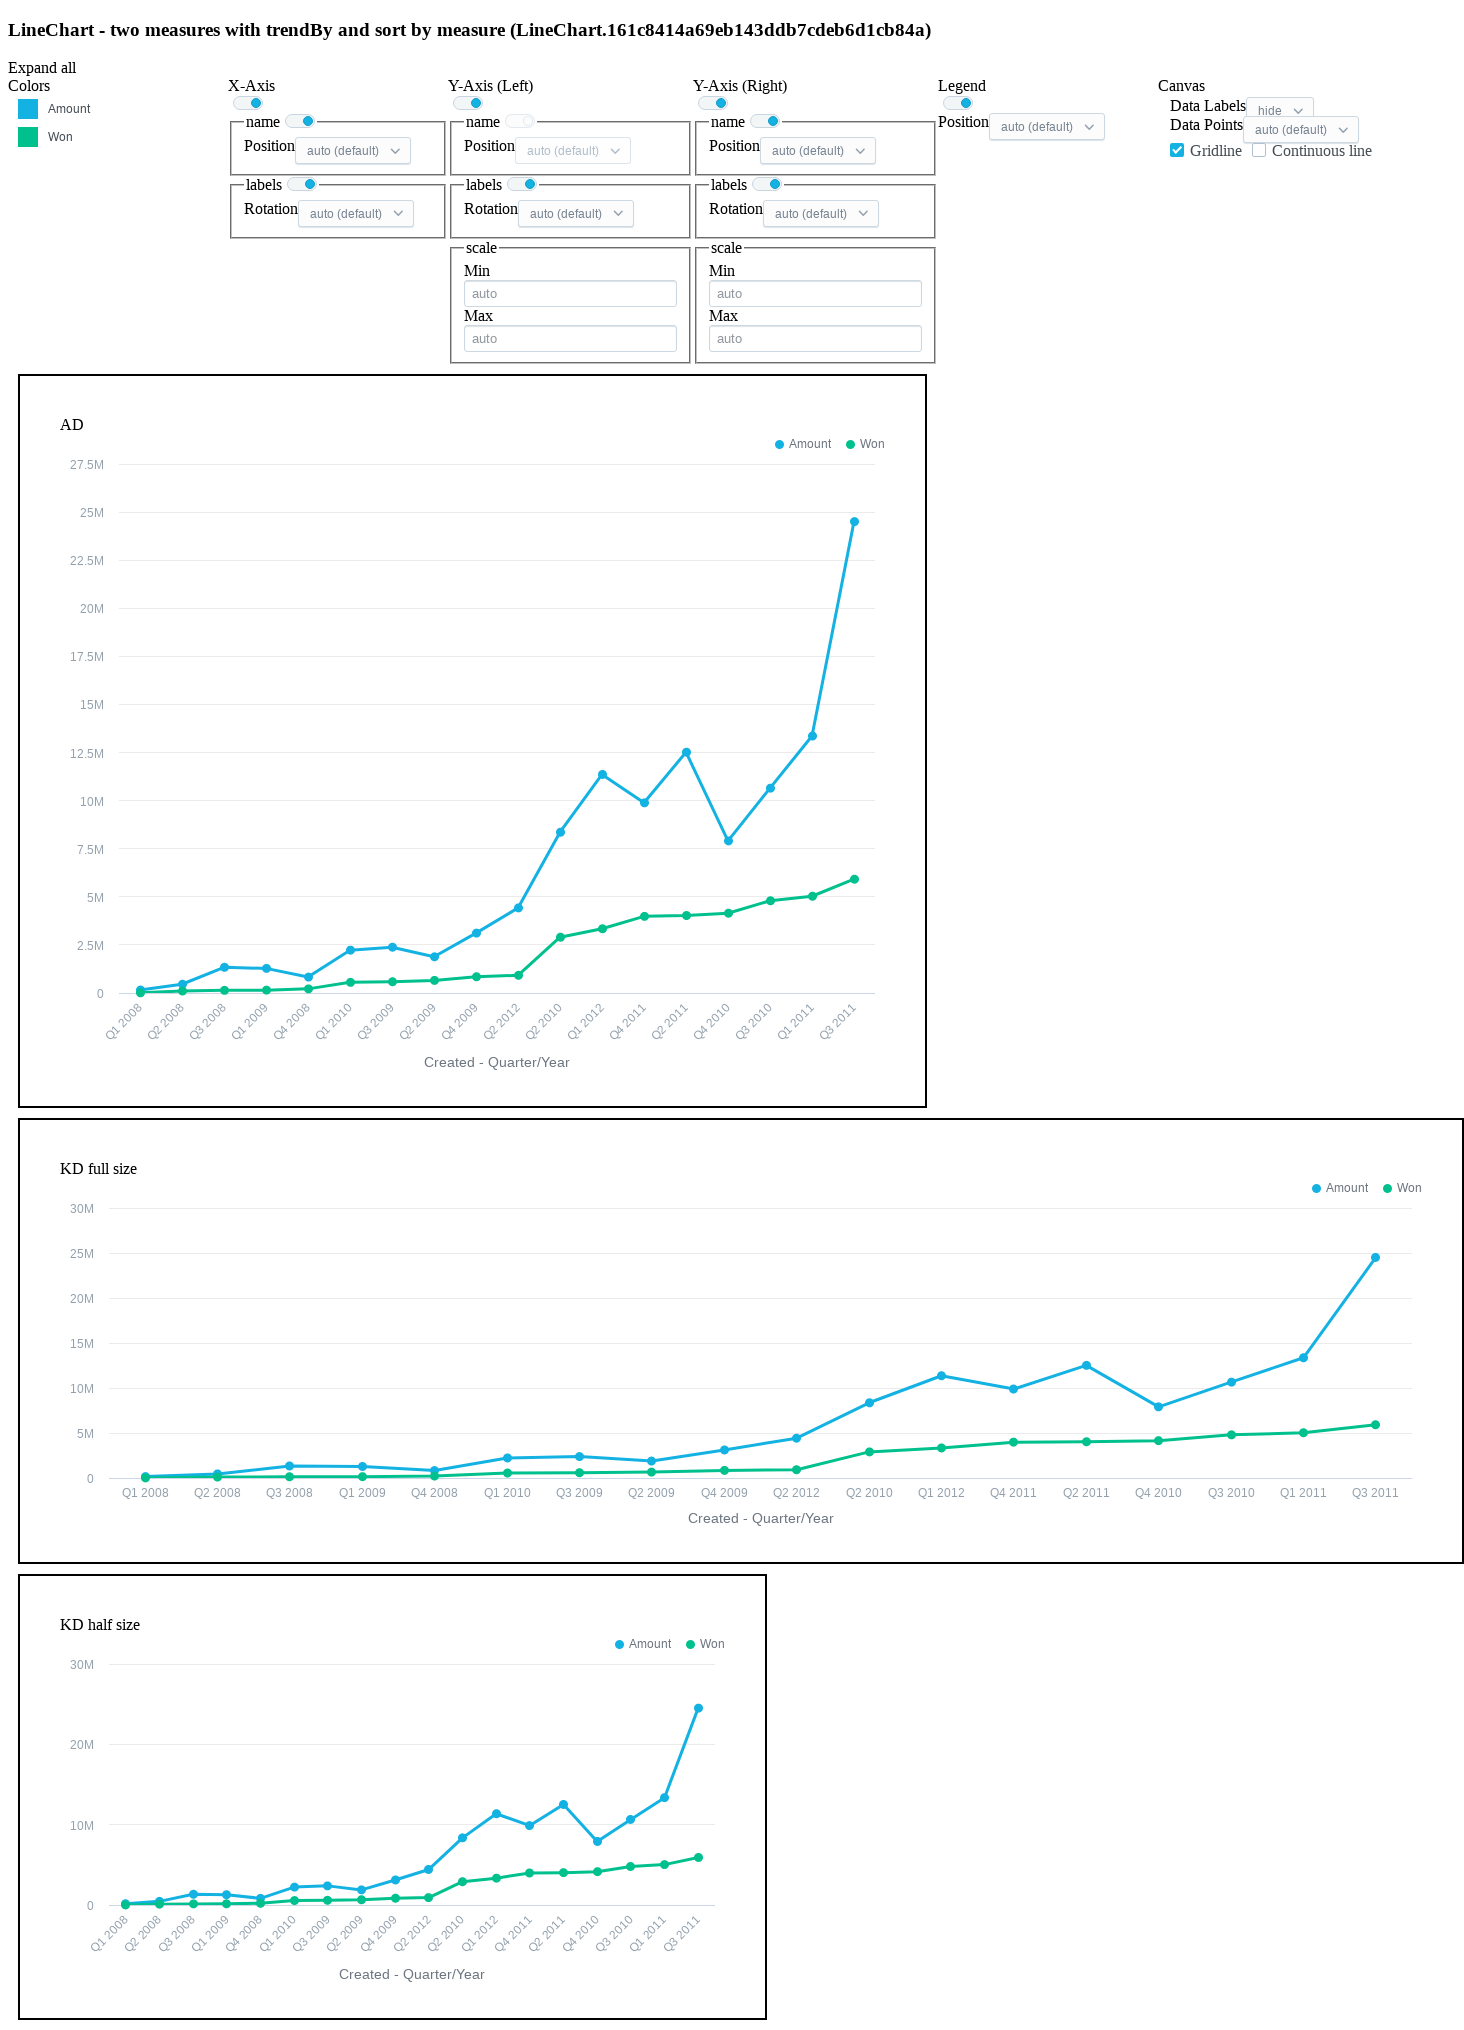 LineChart - two measures with trendBy and sort by measure (LineChart.161c8414a69eb143ddb7cdeb6d1cb84a)
Expand all
Colors
Amount
Won
X-Axis
name
Position auto (default)
labels
Rotation auto (default)
Y-Axis (Left)
name
Position auto (default)
labels
Rotation auto (default)
scale
Min
auto
Max
auto
Y-Axis (Right)
name
Position auto (default)
labels
Rotation auto (default)
scale
Min
auto
Max
auto
Legend
Position auto (default)
Canvas
Data Labels hide
Data Points auto (default)
Gridline Continuous line
AD
Amount Won
27.5M
25M
22.5M
20M
17.5M
15M
12.5M
10M
7.5M
5M
2.5M
0
Q1 2008 Q2 2008 Q3 2008 Q1 2009 Q4 2008 Q1 2010 Q3 2009 Q2 2009 Q4 2009 Q2 2012 Q2 2010 Q1 2012 Q4 2011 Q2 2011 Q4 2010 Q3 2010 Q1 2011 Q3 2011
Created - Quarter/Year
KD full size
Amount Won
30M
25M
20M
15M
10M
5M
0
Q1 2008 Q2 2008 Q3 2008 Q1 2009 Q4 2008 Q1 2010 Q3 2009 Q2 2009 Q4 2009 Q2 2012 Q2 2010 Q1 2012 Q4 2011 Q2 2011 Q4 2010 Q3 2010 Q1 2011 Q3 2011
Created - Quarter/Year
KD half size
Amount Won
30M
20M
10M
0
Q1 2008 Q2 2008 Q3 2008 Q1 2009 Q4 2008 Q1 2010 Q3 2009 Q2 2009 Q4 2009 Q2 2012 Q2 2010 Q1 2012 Q4 2011 Q2 2011 Q4 2010 Q3 2010 Q1 2011 Q3 2011
Created - Quarter/Year